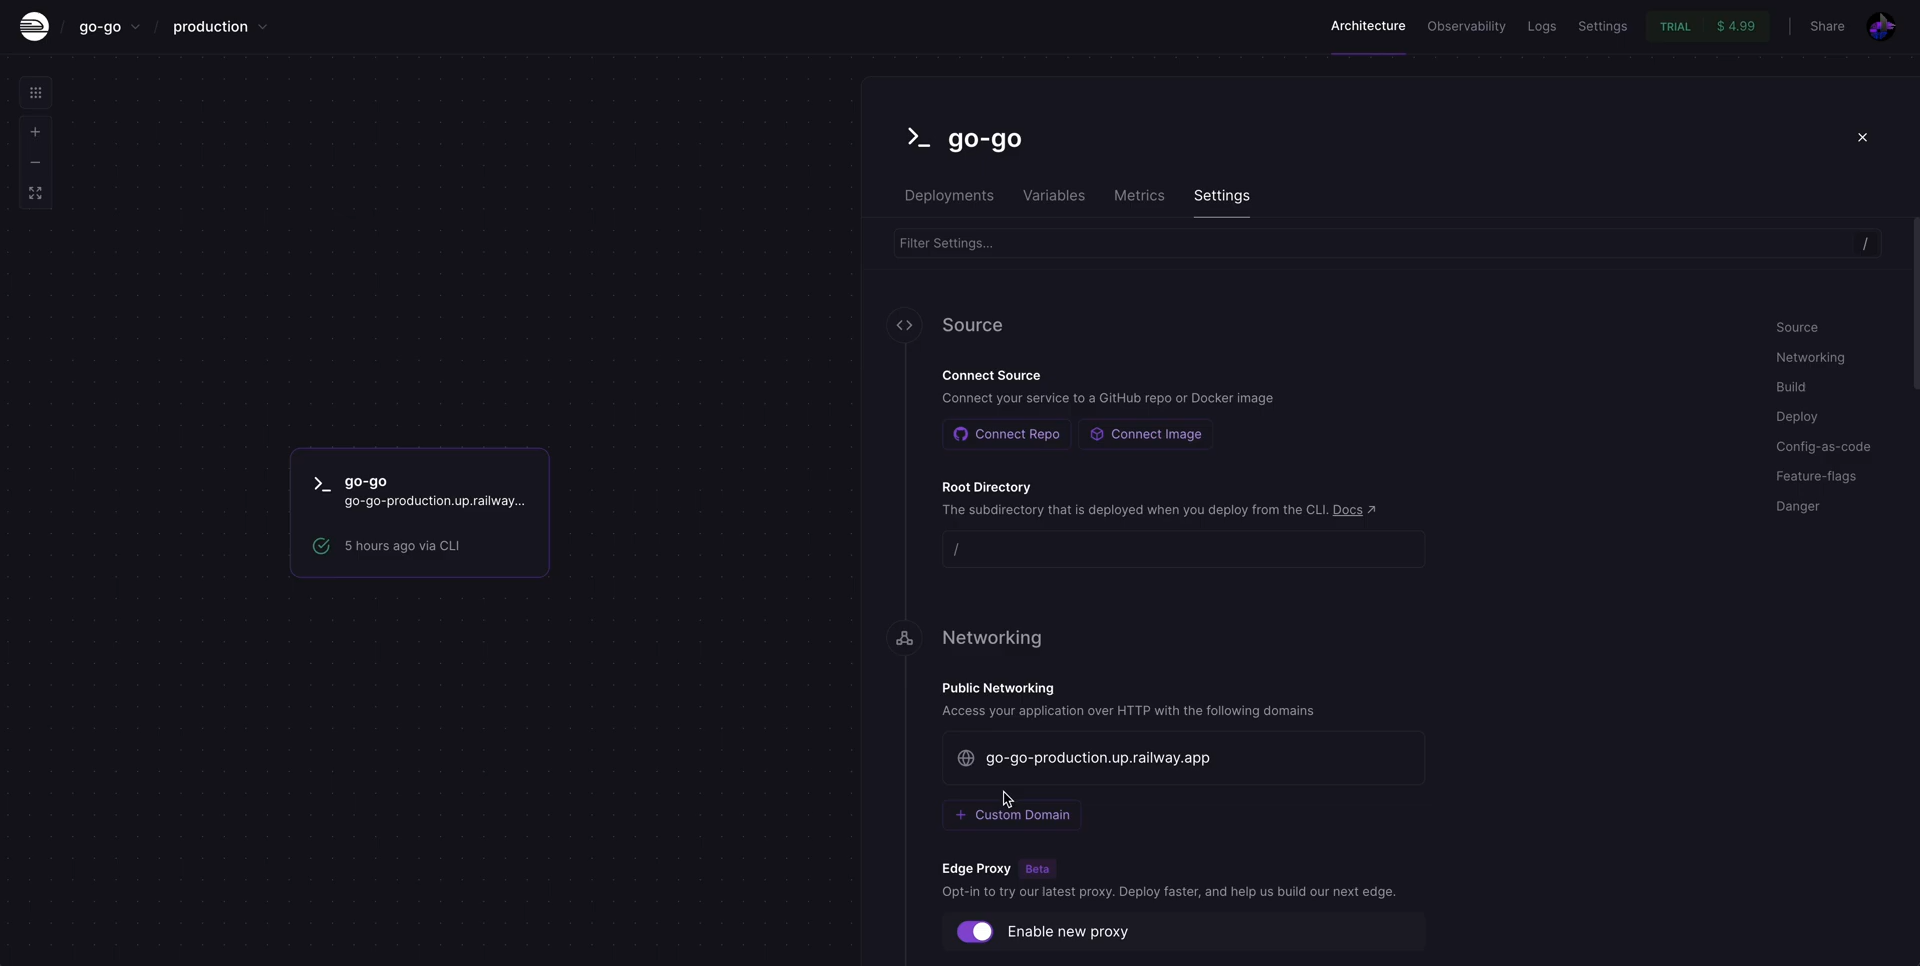 / go-go / production
Architecture Observability Logs Settings TRIAL $ 4.99 Share
go-go
Deployments Variables Metrics Settings
Filter Settings... /
Source
Connect Source
Connect your service to a GitHub repo or Docker image
Connect Repo Connect Image
Root Directory
The subdirectory that is deployed when you deploy from the CLI. Docs ↗
/
Networking
Public Networking
Access your application over HTTP with the following domains
go-go-production.up.railway.app
+ Custom Domain
Edge Proxy Beta
Opt-in to try our latest proxy. Deploy faster, and help us build our next edge.
Enable new proxy
Source
Networking
Build
Deploy
Config-as-code
Feature-flags
Danger
go-go
go-go-production.up.railway...
5 hours ago via CLI